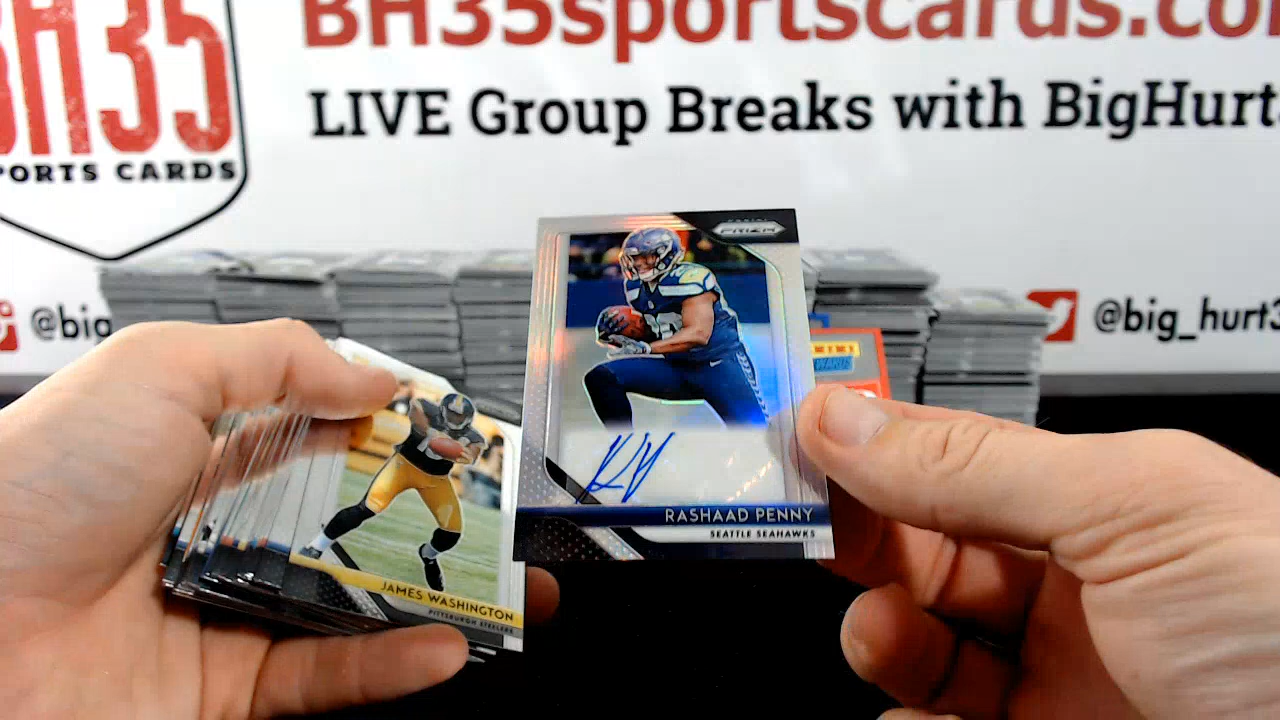 BH35sportscards.co
LIVE Group Breaks with BigHurt
BH35
PORTS CARDS
@big
@big_hurt3
PRIZM
RASHAAD PENNY
SEATTLE SEAHAWKS
JAMES WASHINGTON
PITTSBURGH STEELERS